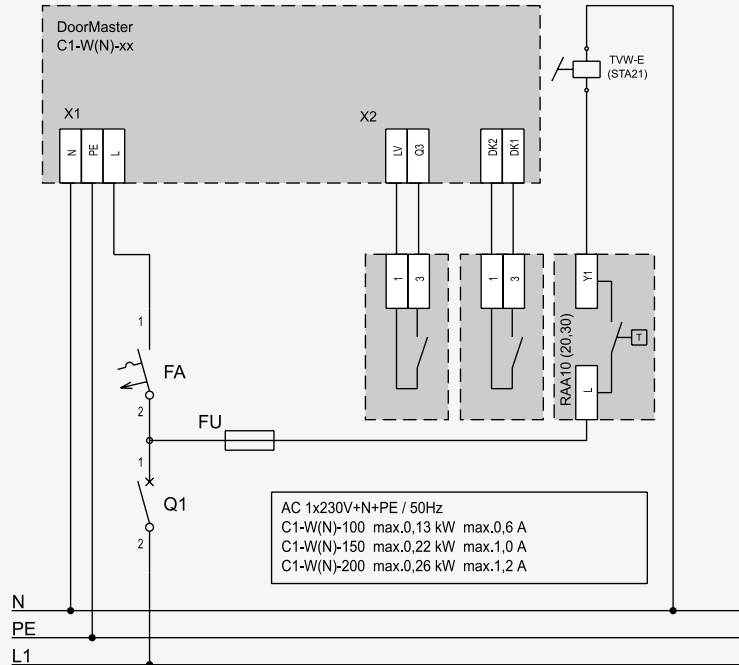 DoorMaster
C1-W(N)-xx
TVW-E
(STA21)
X1
X2
N
PE
L
LV
Q3
DK2
DK1
1
3
1
3
Y1
RAA10 (20,30)
T
L
1
FA
2
FU
1
Q1
2
AC 1x230V+N+PE / 50Hz
C1-W(N)-100 max.0,13 kW max.0,6 A
C1-W(N)-150 max.0,22 kW max.1,0 A
C1-W(N)-200 max.0,26 kW max.1,2 A
N
PE
L1